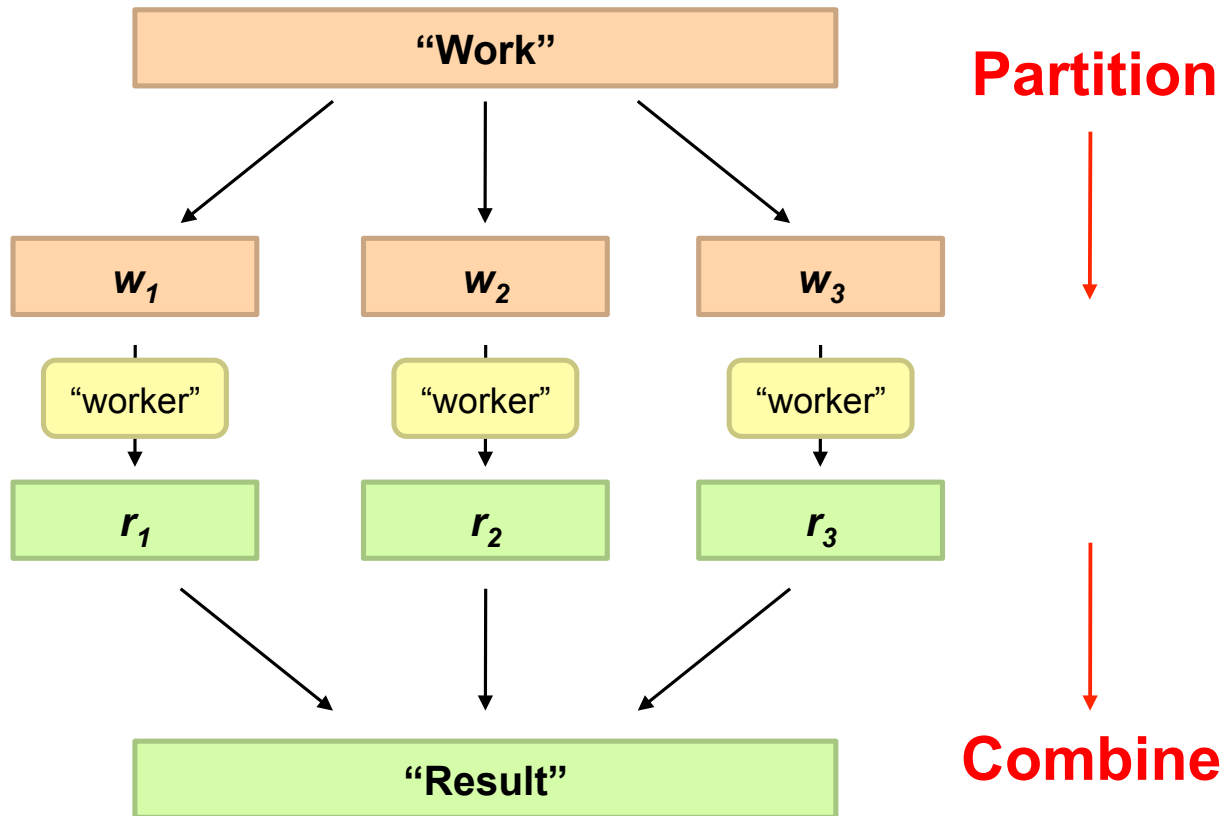 “Work”
Partition
w1
w2
w3
“worker”
“worker”
“worker”
r1
r2
r3
“Result”
Combine